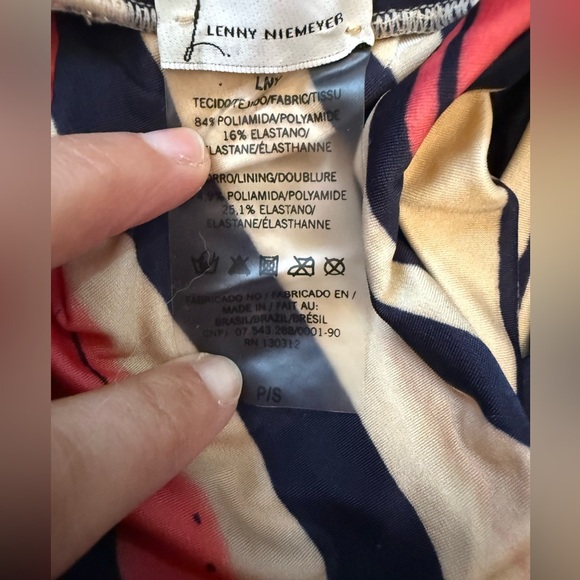 LENNY NIEMEYER
LNY
TECIDO/TEJIDO/FABRIC/TISSU
84% POLIAMIDA/POLYAMIDE
16% ELASTANO/
ELASTANE/ÉLASTHANNE
FORRO/LINING/DOUBLURE
POLIAMIDA/POLYAMIDE
25,1% ELASTANO/
ELASTANE/ÉLASTHANNE
FABRICADO NO / FABRICADO EN /
MADE IN / FAIT AU:
BRASIL/BRAZIL/BRÉSIL
CNPJ 07.543.288/0001-90
RN 130312
P/S